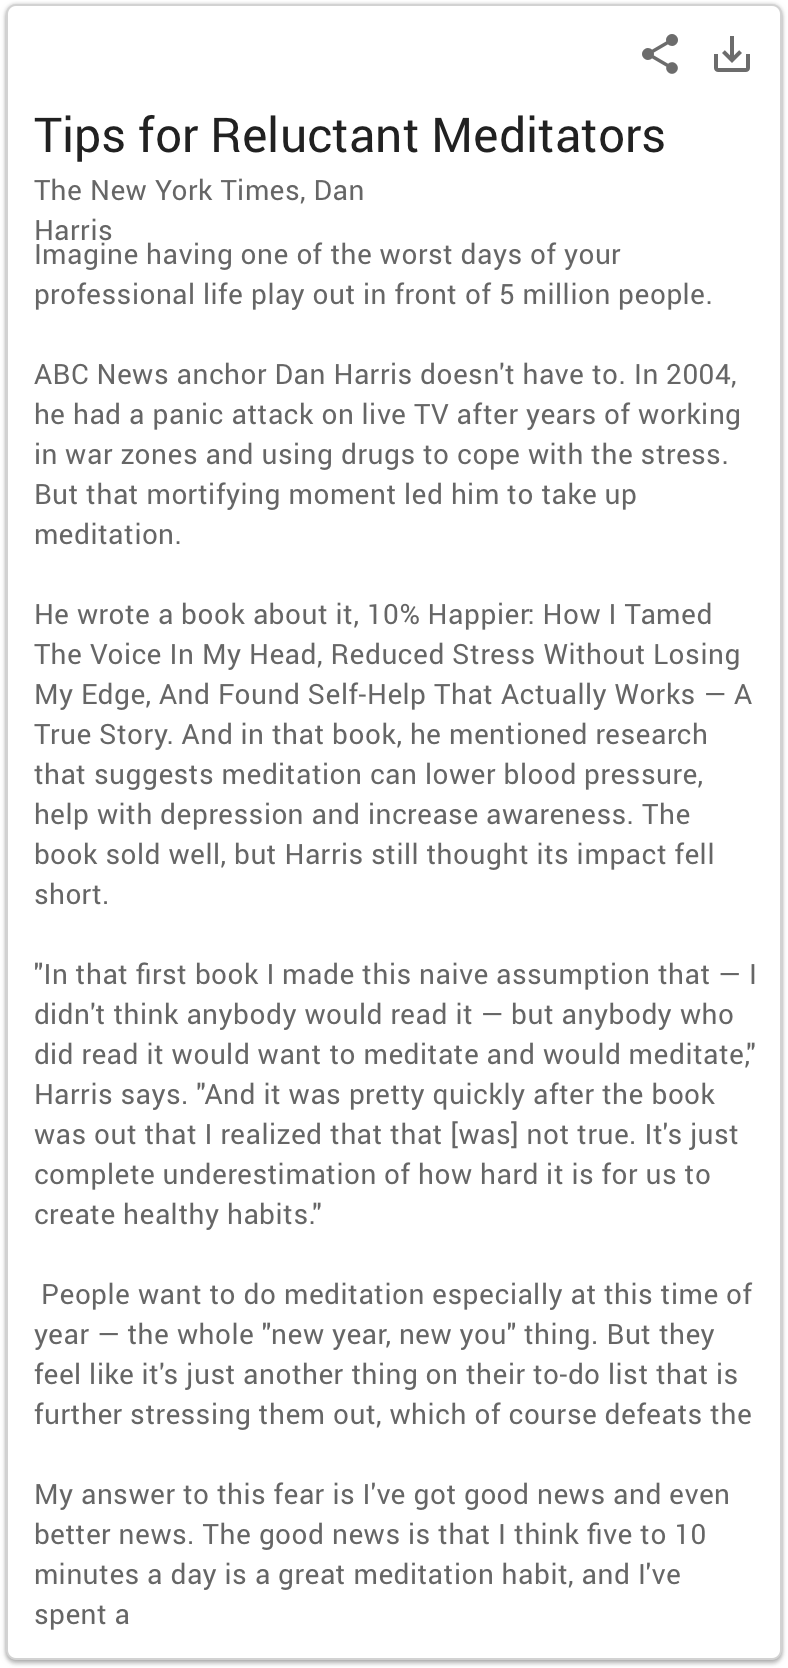 Tips for Reluctant Meditators
The New York Times, Dan
Harris
Imagine having one of the worst days of your
professional life play out in front of 5 million people.
ABC News anchor Dan Harris doesn't have to. In 2004,
he had a panic attack on live TV after years of working
in war zones and using drugs to cope with the stress.
But that mortifying moment led him to take up
meditation.
He wrote a book about it, 10% Happier: How I Tamed
The Voice In My Head, Reduced Stress Without Losing
My Edge, And Found Self-Help That Actually Works — A
True Story. And in that book, he mentioned research
that suggests meditation can lower blood pressure,
help with depression and increase awareness. The
book sold well, but Harris still thought its impact fell
short.
"In that first book I made this naive assumption that — I
didn't think anybody would read it — but anybody who
did read it would want to meditate and would meditate,"
Harris says. "And it was pretty quickly after the book
was out that I realized that that [was] not true. It's just
complete underestimation of how hard it is for us to
create healthy habits."
People want to do meditation especially at this time of
year — the whole "new year, new you" thing. But they
feel like it's just another thing on their to-do list that is
further stressing them out, which of course defeats the
My answer to this fear is I've got good news and even
better news. The good news is that I think five to 10
minutes a day is a great meditation habit, and I've
spent a